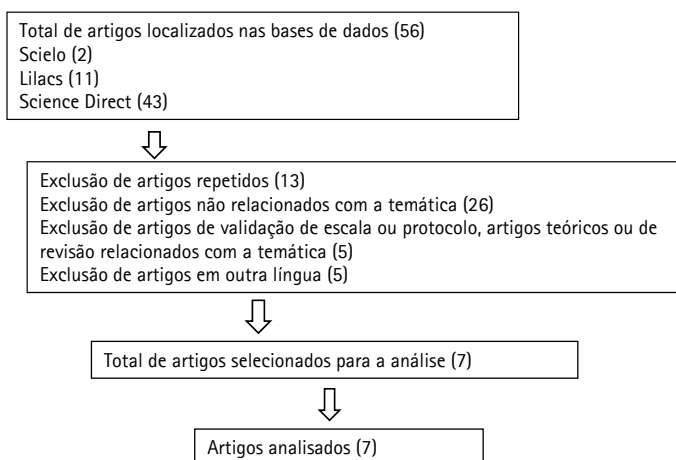 Total de artigos localizados nas bases de dados (56)
Scielo (2)
Lilacs (11)
Science Direct (43)
Exclusão de artigos repetidos (13)
Exclusão de artigos não relacionados com a temática (26)
Exclusão de artigos de validação de escala ou protocolo, artigos teóricos ou de
revisão relacionados com a temática (5)
Exclusão de artigos em outra língua (5)
Total de artigos selecionados para a análise (7)
Artigos analisados (7)